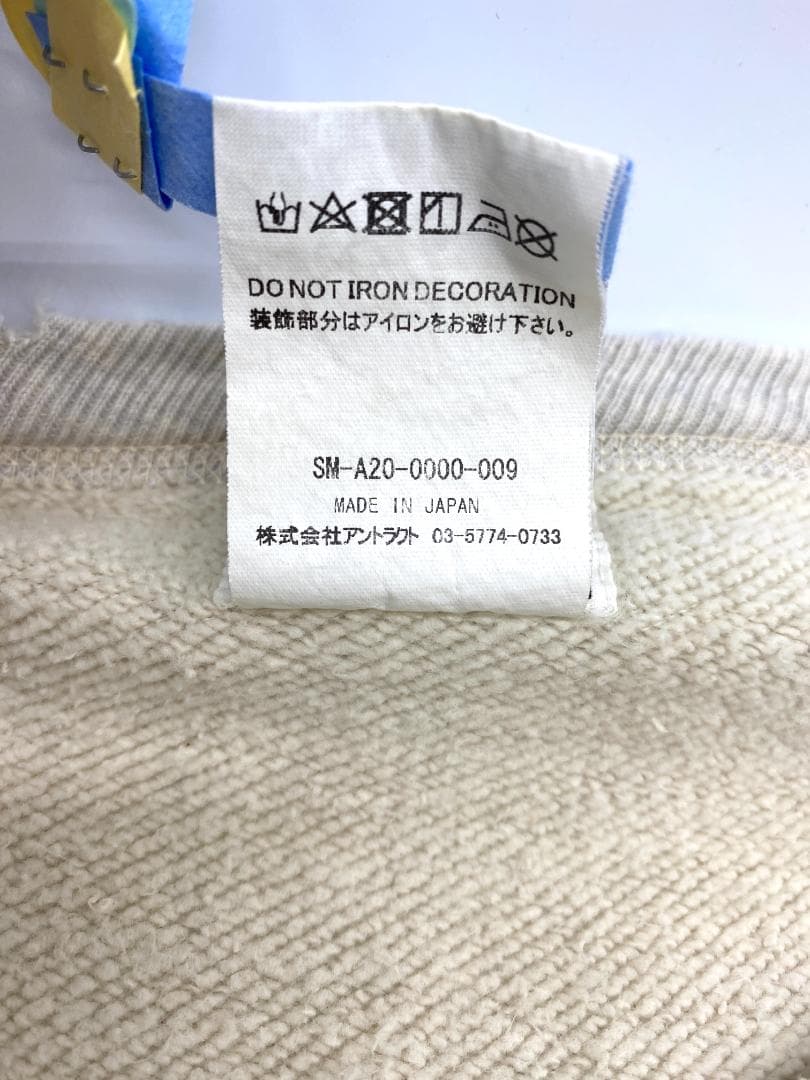 DO NOT IRON DECORATION
装飾部分はアイロンをお避け下さい。
SM-A20-0000-009
MADE IN JAPAN
株式会社アントラクト 03-5774-0733